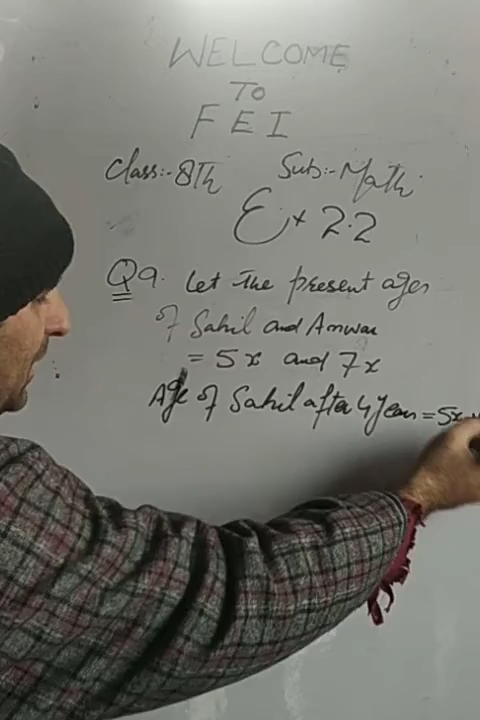 WELCOME
TO
FEI
Class:- 8Th Sub:- Math
Ex 2.2
Q9. Let the present ages
of Sahil and Anwar
= 5x and 7x
Age of Sahil after 4 years = 5x